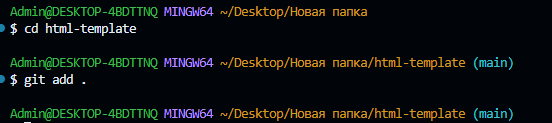 Admin@DESKTOP-4BDTTNQ MINGW64 ~/Desktop/Новая папка
$ cd html-template
Admin@DESKTOP-4BDTTNQ MINGW64 ~/Desktop/Новая папка/html-template (main)
$ git add .
Admin@DESKTOP-4BDTTNQ MINGW64 ~/Desktop/Новая папка/html-template (main)